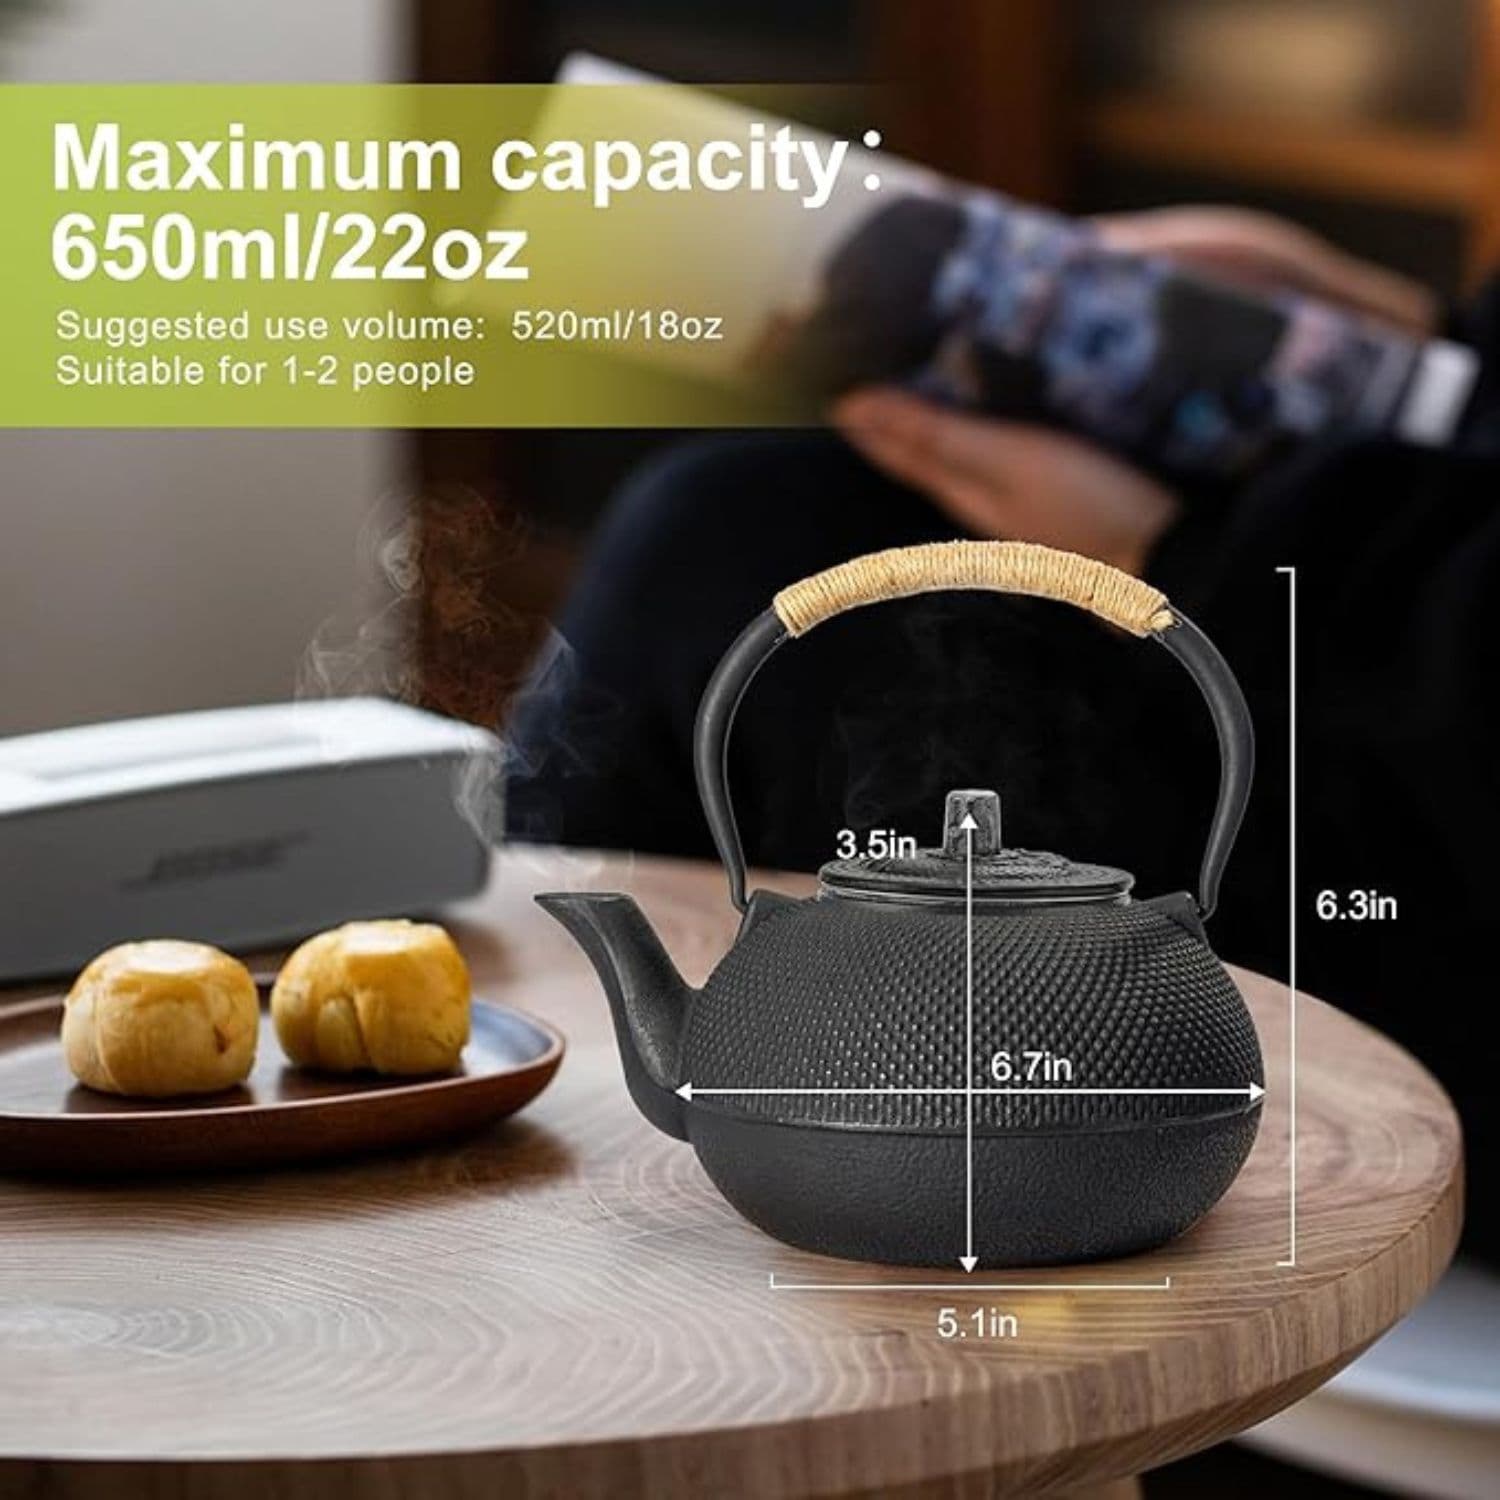 Maximum capacity:
650ml/22oz
Suggested use volume: 520ml/18oz
Suitable for 1-2 people
3.5in
6.3in
6.7in
5.1in